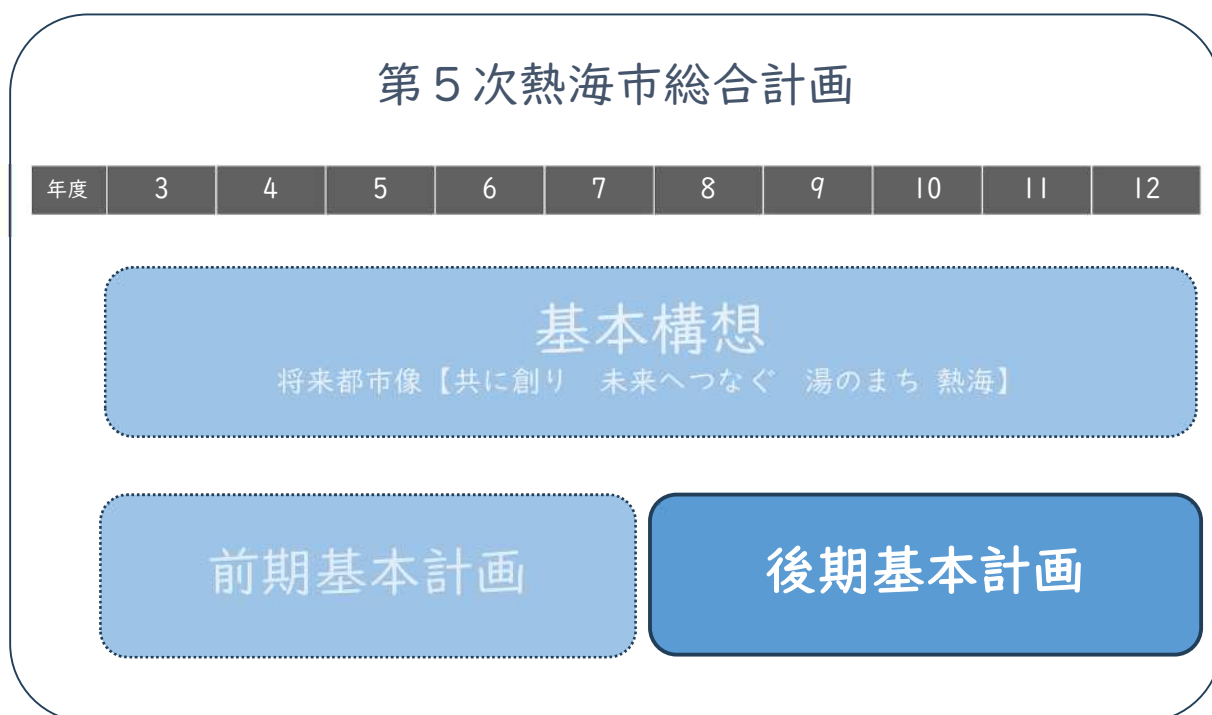 第5次熱海市総合計画
年度 3 4 5 6 7 8 9 10 11 12
基本構想
将来都市像【共に創り　未来へつなぐ　湯のまち 熱海】
前期基本計画 後期基本計画